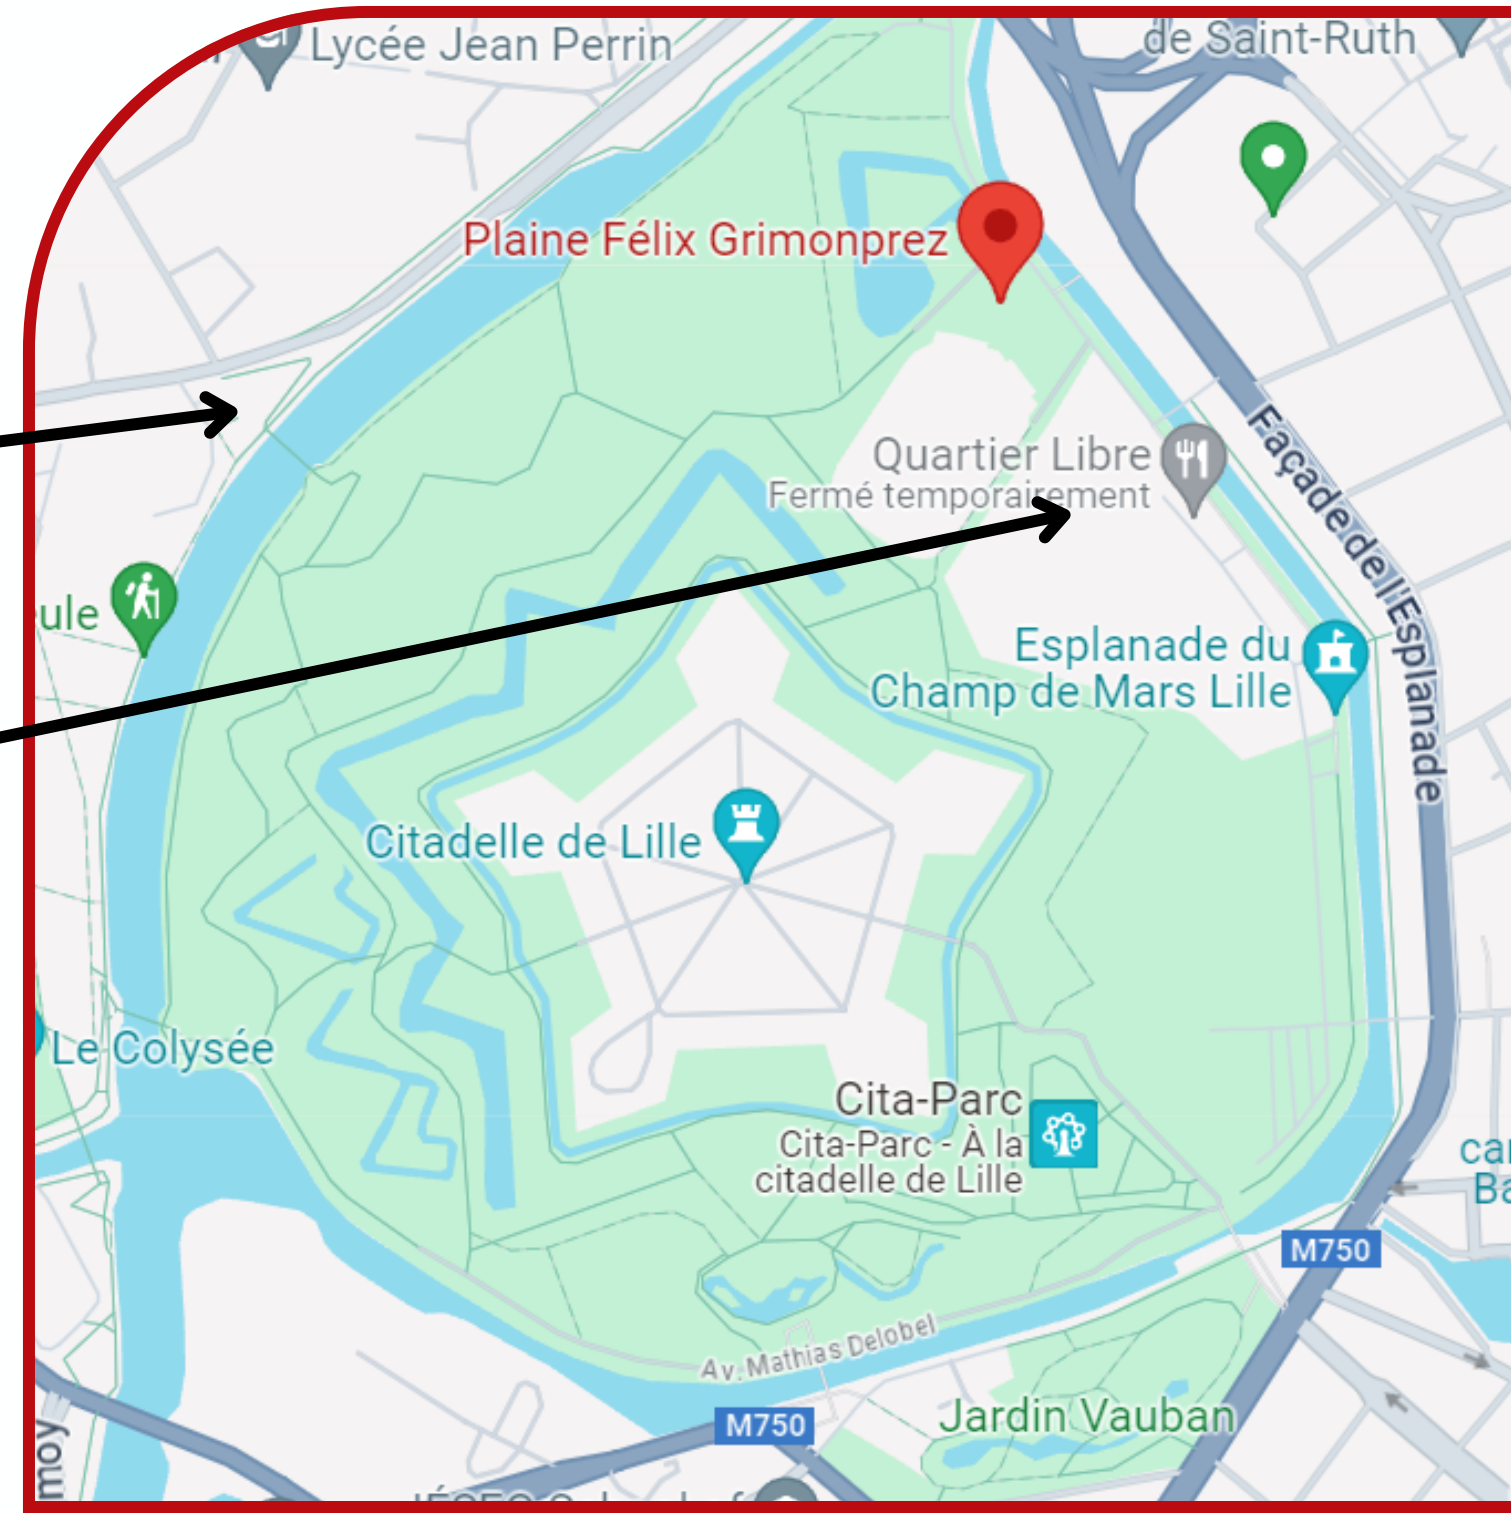 Lycée Jean Perrin
de Saint-Ruth
Plaine Félix Grimonprez
Quartier Libre
Fermé temporairement
Façade de l'Esplanade
Esplanade du
Champ de Mars Lille
Citadelle de Lille
Le Colysée
Cita-Parc
Cita-Parc - À la
citadelle de Lille
M750
Av. Mathias Delobel
M750
Jardin Vauban